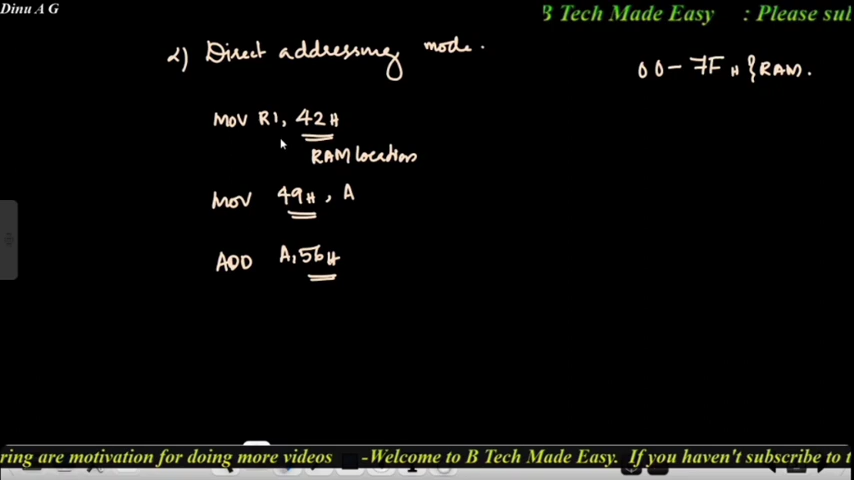 Dinu A G
B Tech Made Easy : Please sul
2) Direct addressing mode.
00-7F H } RAM.
MOV R1, 42H
RAM location
MOV 49H, A
ADD A, 56H
ring are motivation for doing more videos -Welcome to B Tech Made Easy. If you haven't subscribe to t